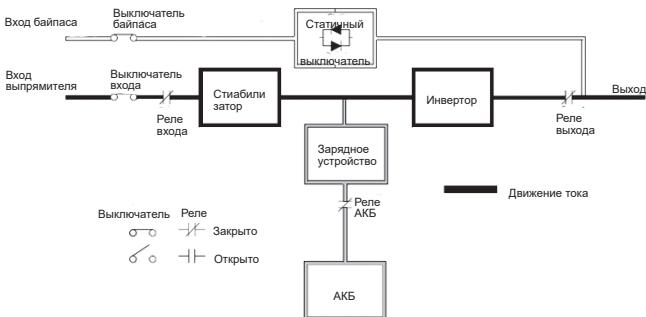 Вход байпаса
Выключатель
байпаса
Статичный
выключатель
Вход
выпрямителя
Выключатель
входа
Реле
входа
Стиабили
затор
Инвертор
Выход
Реле
выхода
Зарядное
устройство
Реле
АКБ
Движение тока
Выключатель Реле
Закрыто
Открыто
АКБ